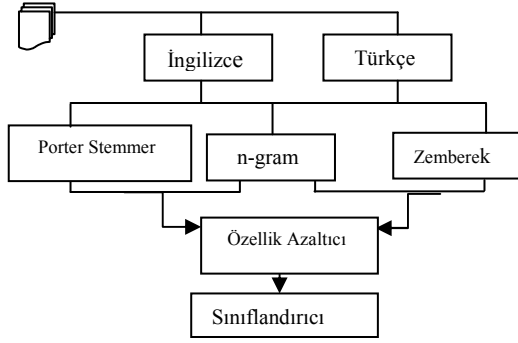 İngilizce
Türkçe
Porter Stemmer
n-gram
Zemberek
Özellik Azaltıcı
Sınıflandırıcı